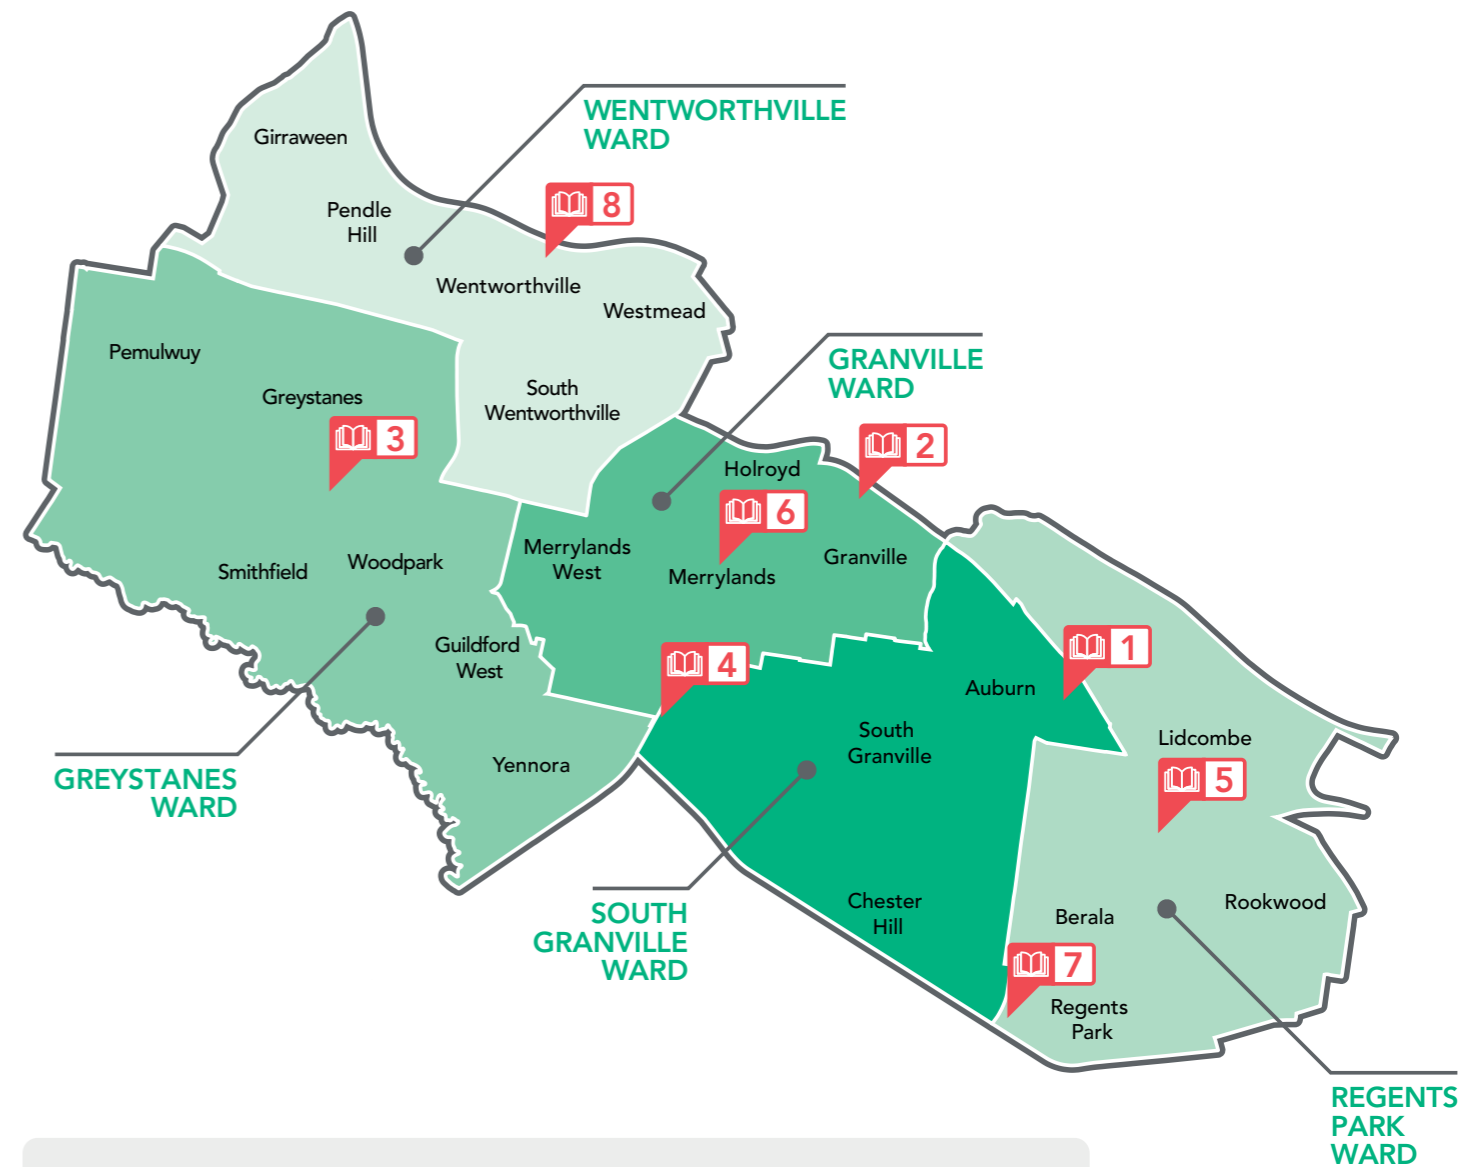 WENTWORTHVILLE
WARD
Girraween
8
Pendle
Hill
Wentworthville
Westmead
Pemulwuy
GRANVILLE
WARD
Greystanes
South
Wentworthville
3
2
Holroyd
6
Merrylands
West
Granville
Woodpark
Smithfield
Merrylands
Guildford
West
4
1
Auburn
South
Granville
Lidcombe
Yennora
GREYSTANES
WARD
5
SOUTH
GRANVILLE
WARD
Chester
Hill
Berala
Rookwood
7
Regents
Park
REGENTS
PARK
WARD